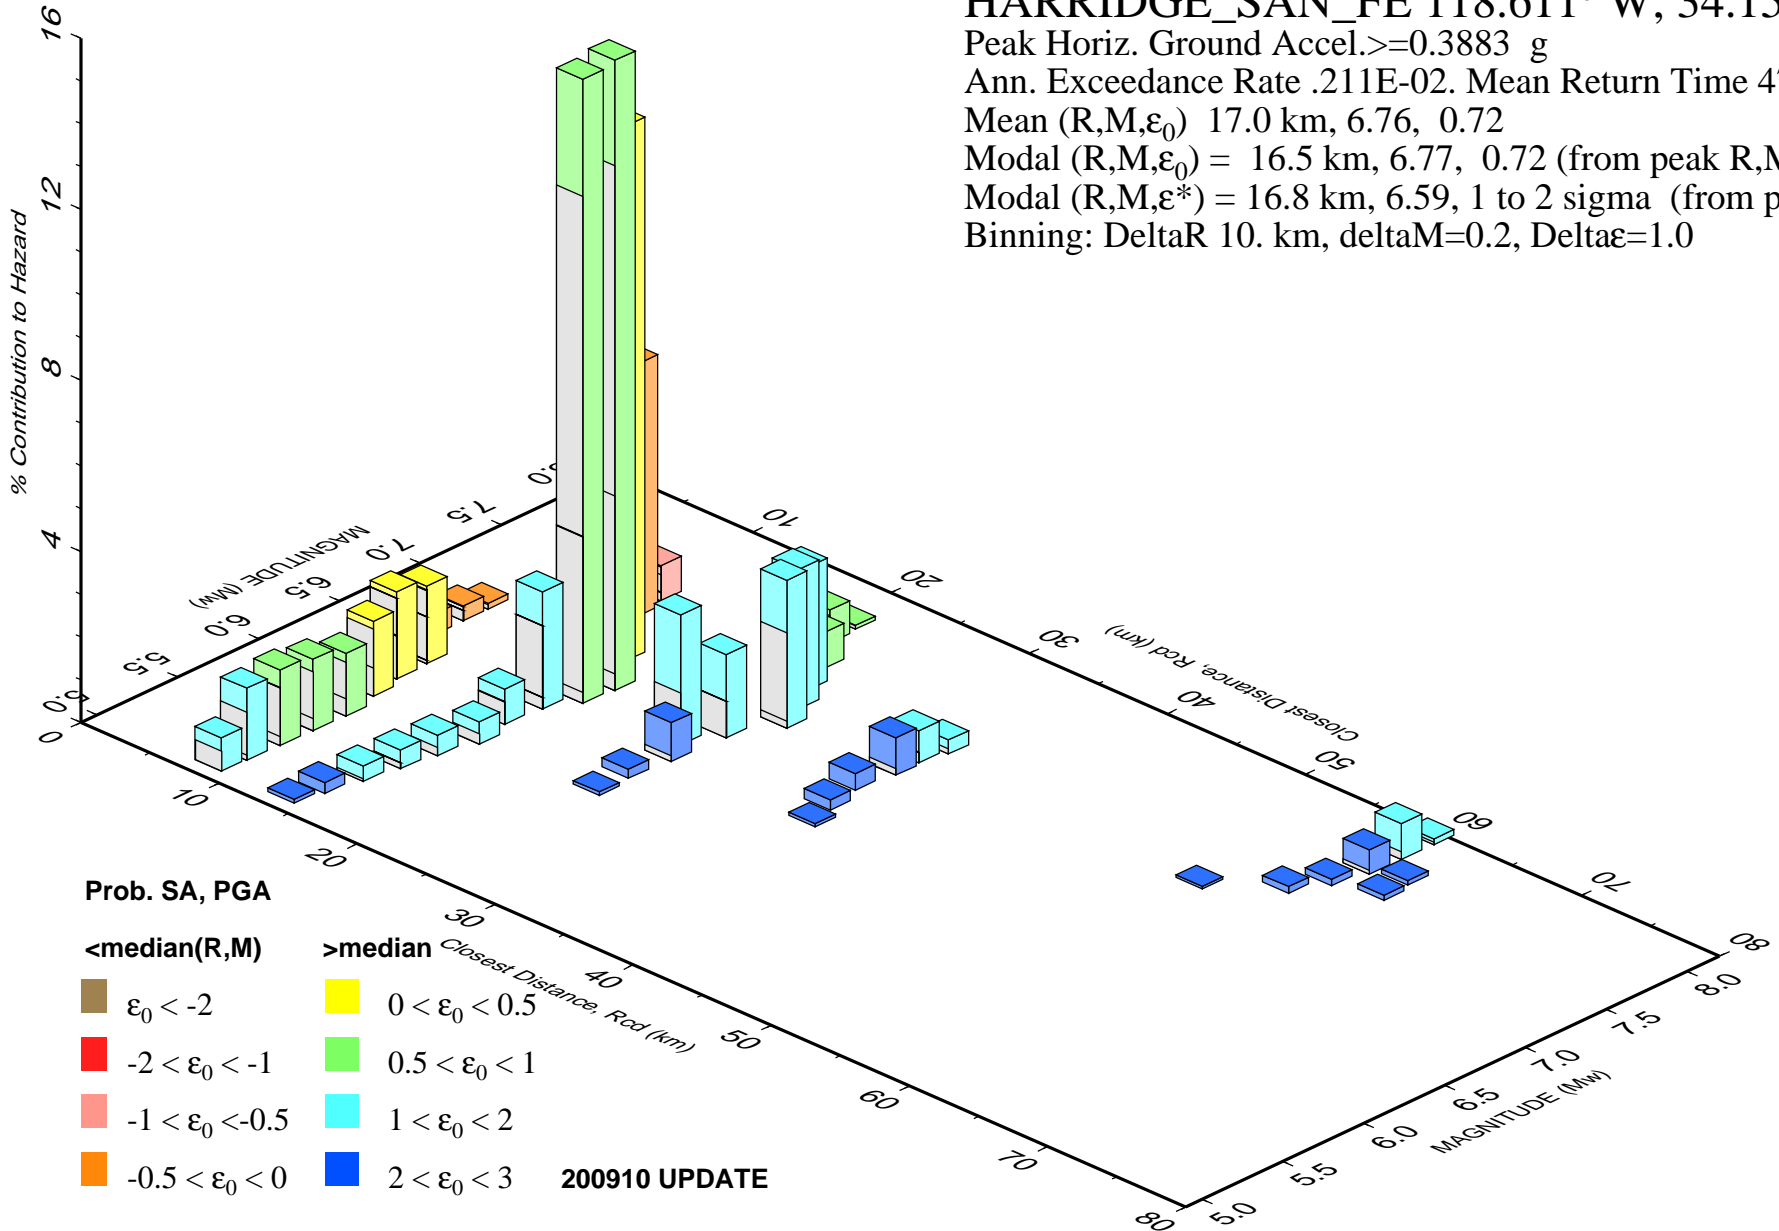 HARRIDGE_SAN_FE 118.611° W, 34.15
Peak Horiz. Ground Accel.>=0.3883 g
Ann. Exceedance Rate .211E-02. Mean Return Time 4
Mean (R,M,ε0) 17.0 km, 6.76, 0.72
Modal (R,M,ε0) = 16.5 km, 6.77, 0.72 (from peak R,M
Modal (R,M,ε*) = 16.8 km, 6.59, 1 to 2 sigma (from p
Binning: DeltaR 10. km, deltaM=0.2, Deltaε=1.0
% Contribution to Hazard
16
12
8
4
0
MAGNITUDE (Mw)
5.0
5.5
6.0
6.5
7.0
7.5
Closest Distance, Rcd (km)
10
20
30
40
50
60
70
80
Closest Distance, Rcd (km)
10
20
30
40
50
60
70
80
MAGNITUDE (Mw)
5.0
5.5
6.0
6.5
7.0
7.5
8.0
Prob. SA, PGA
<median(R,M) >median
ε0 < -2 0 < ε0 < 0.5
-2 < ε0 < -1 0.5 < ε0 < 1
-1 < ε0 <-0.5 1 < ε0 < 2
-0.5 < ε0 < 0 2 < ε0 < 3
200910 UPDATE